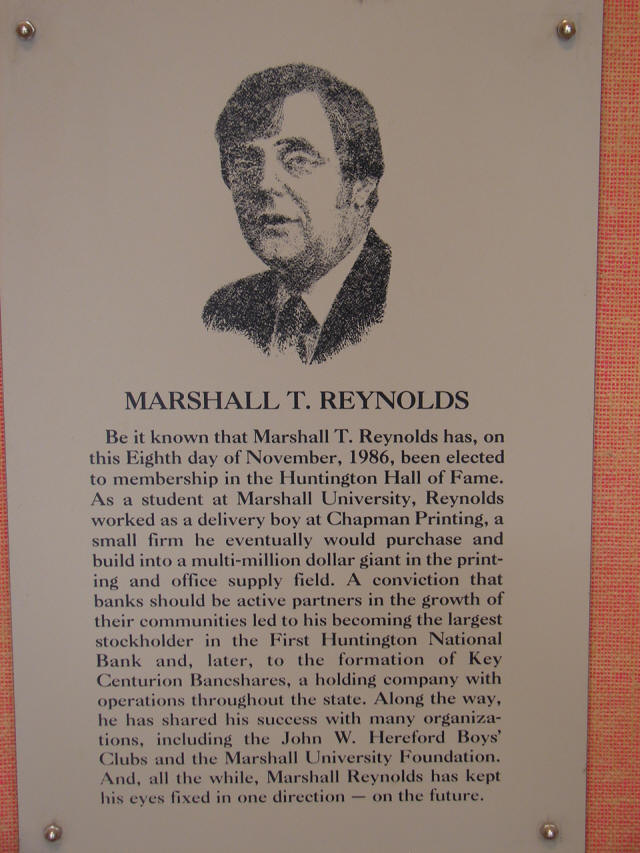 MARSHALL T. REYNOLDS
Be it known that Marshall T. Reynolds has, on
this Eighth day of November, 1986, been elected
to membership in the Huntington Hall of Fame.
As a student at Marshall University, Reynolds
worked as a delivery boy at Chapman Printing, a
small firm he eventually would purchase and
build into a multi-million dollar giant in the print-
ing and office supply field. A conviction that
banks should be active partners in the growth of
their communities led to his becoming the largest
stockholder in the First Huntington National
Bank and, later, to the formation of Key
Centurion Bancshares, a holding company with
operations throughout the state. Along the way,
he has shared his success with many organiza-
tions, including the John W. Hereford Boys'
Clubs and the Marshall University Foundation.
And, all the while, Marshall Reynolds has kept
his eyes fixed in one direction — on the future.